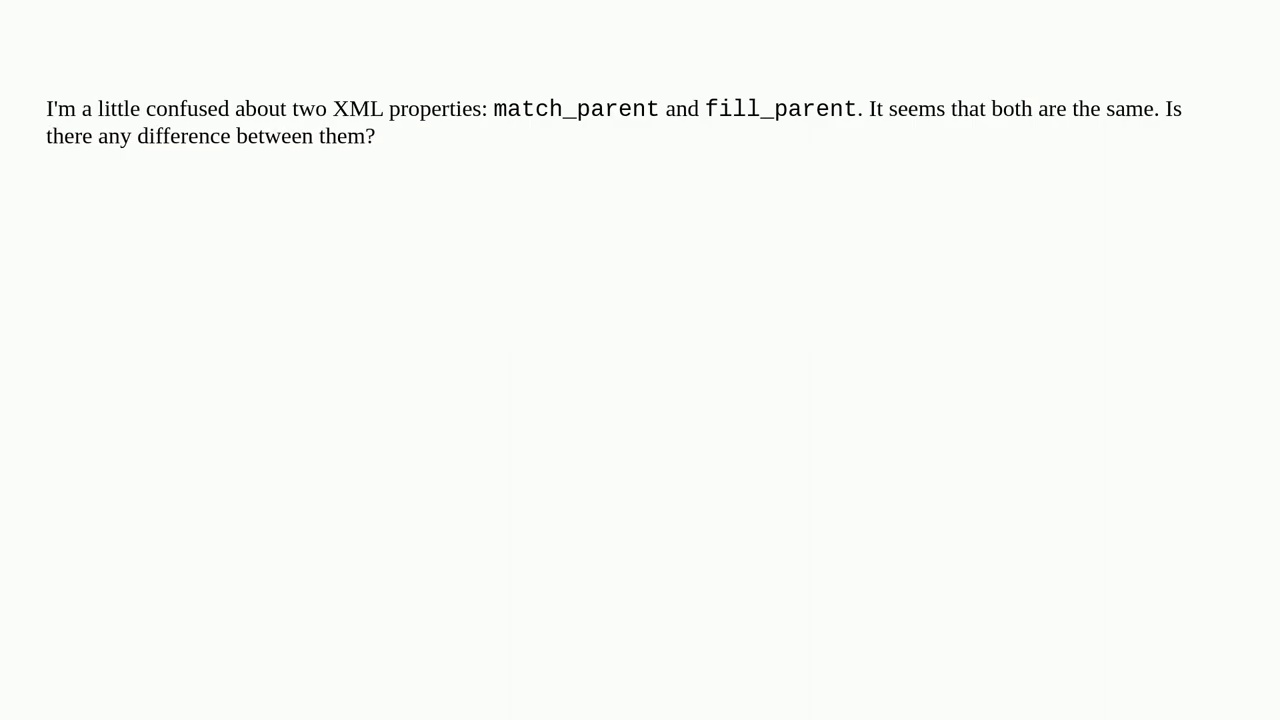 I'm a little confused about two XML properties: match_parent and fill_parent. It seems that both are the same. Is
there any difference between them?